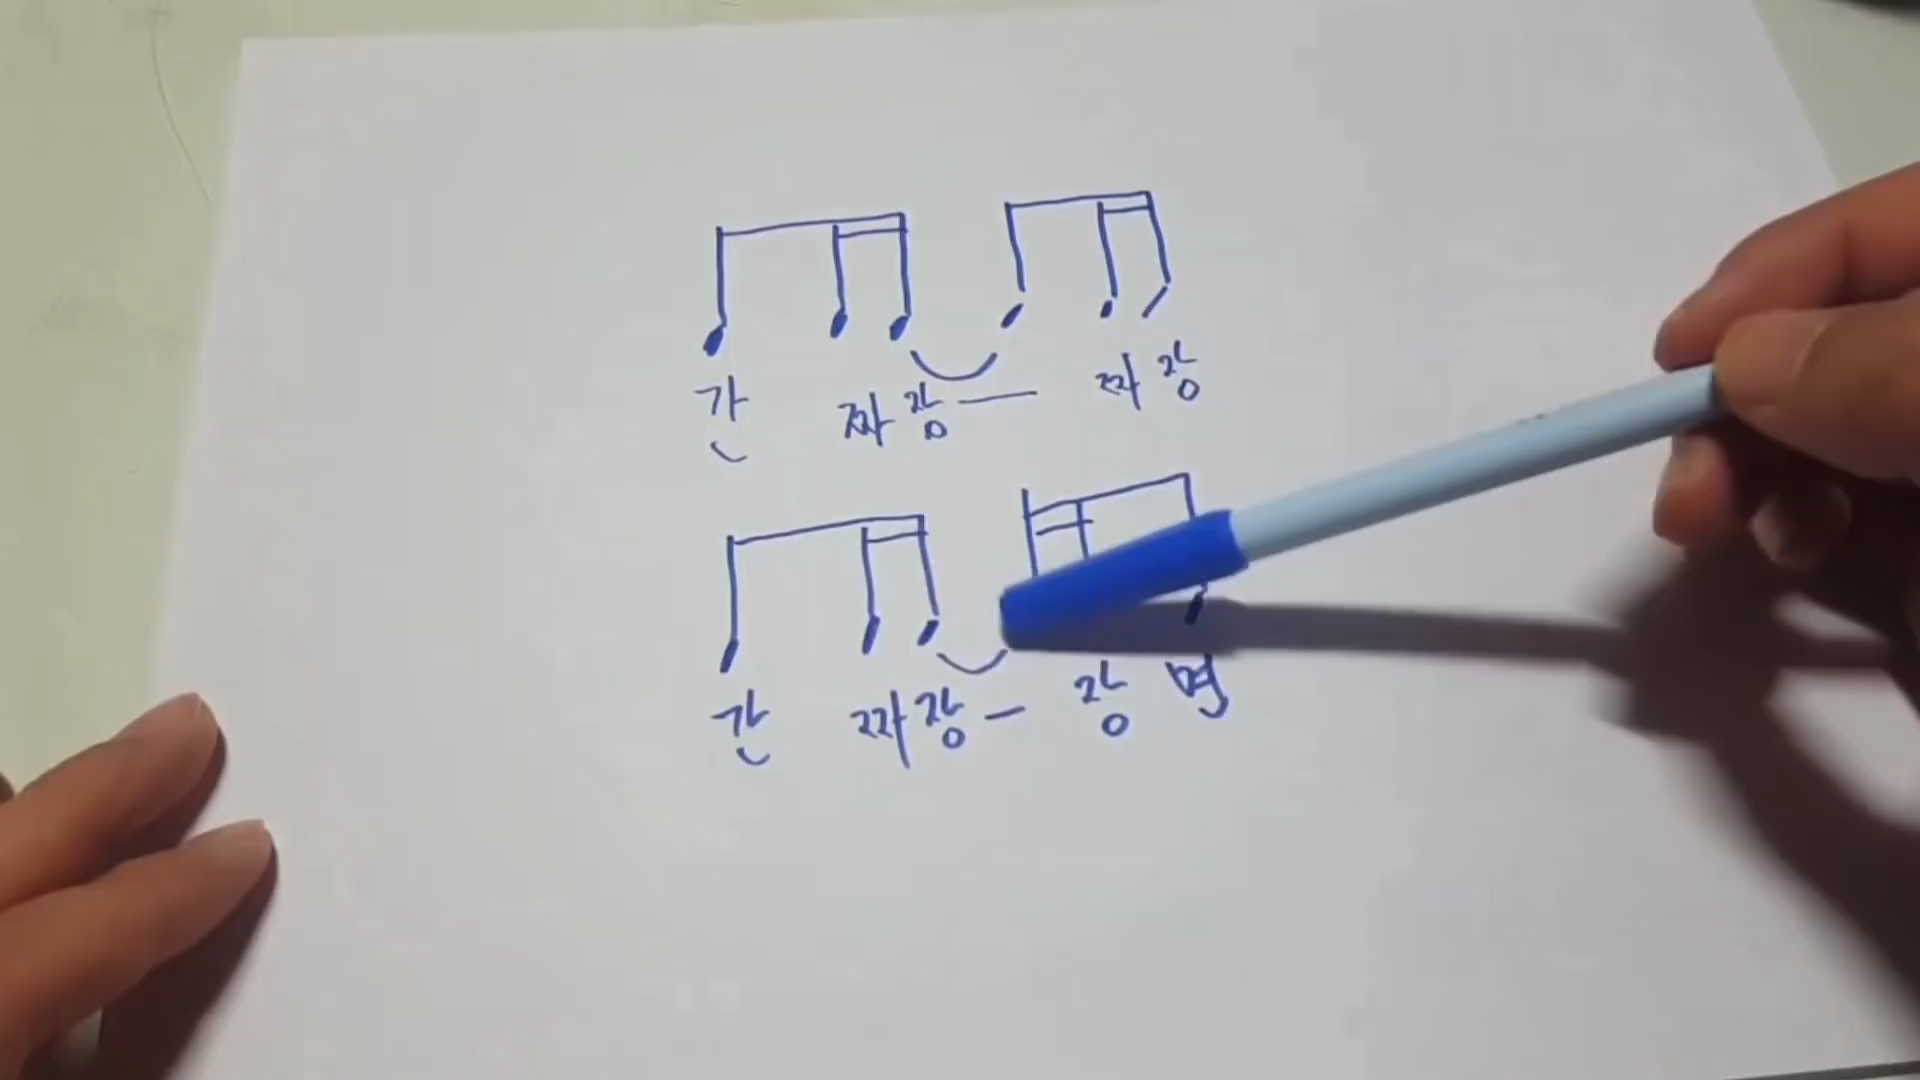 간 짜장 — 짜장
간 짜장 — 장 면